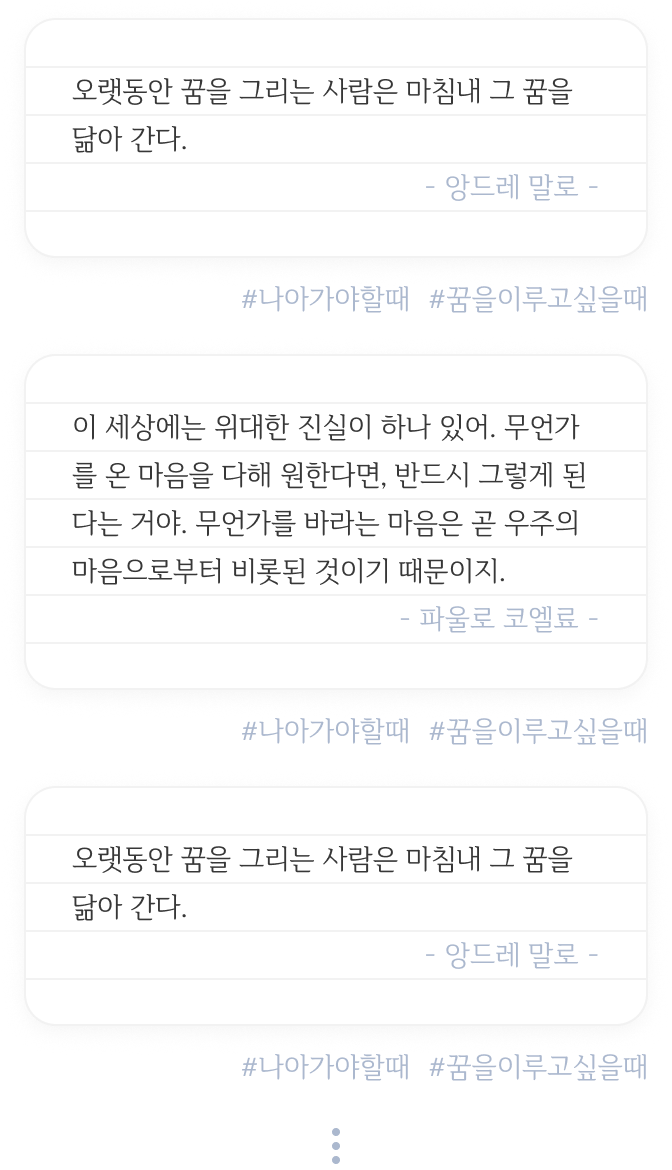 오랫동안 꿈을 그리는 사람은 마침내 그 꿈을
닮아 간다.
- 앙드레 말로 -
#나아가야할때 #꿈을이루고싶을때
이 세상에는 위대한 진실이 하나 있어. 무언가
를 온 마음을 다해 원한다면, 반드시 그렇게 된
다는 거야. 무언가를 바라는 마음은 곧 우주의
마음으로부터 비롯된 것이기 때문이지.
- 파울로 코엘료 -
#나아가야할때 #꿈을이루고싶을때
오랫동안 꿈을 그리는 사람은 마침내 그 꿈을
닮아 간다.
- 앙드레 말로 -
#나아가야할때 #꿈을이루고싶을때